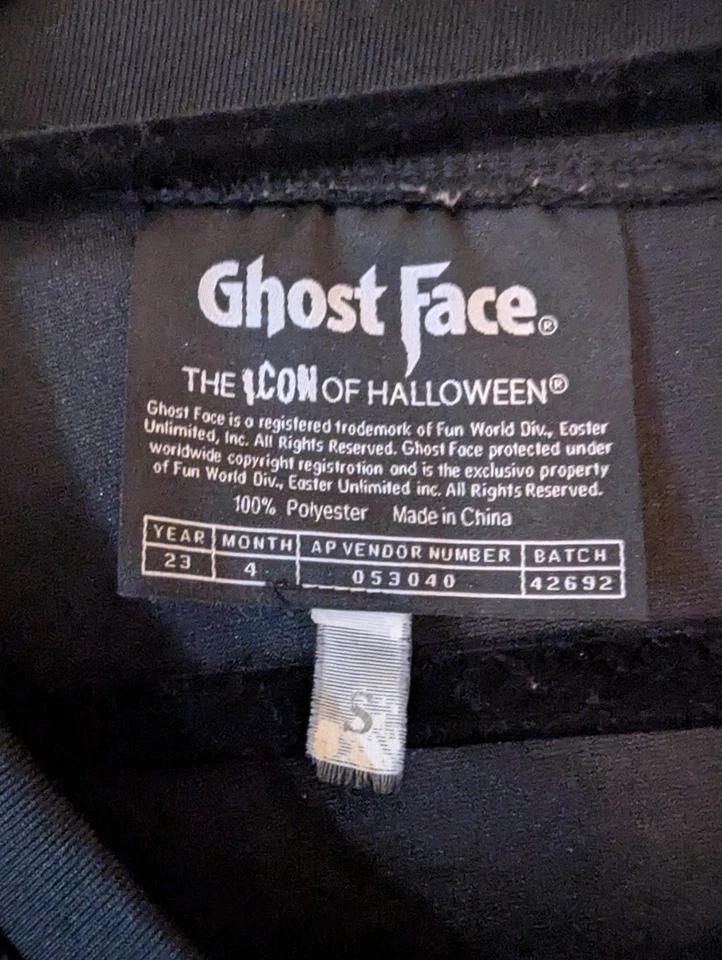 Ghost Face®
THE ICON OF HALLOWEEN®
Ghost Face is a registered trademark of Fun World Div., Easter
Unlimited, Inc. All Rights Reserved. Ghost Face protected under
worldwide copyright registration and is the exclusive property
of Fun World Div., Easter Unlimited inc. All Rights Reserved.
100% Polyester Made in China
YEAR MONTH AP VENDOR NUMBER BATCH
23 4 053040 42692
S